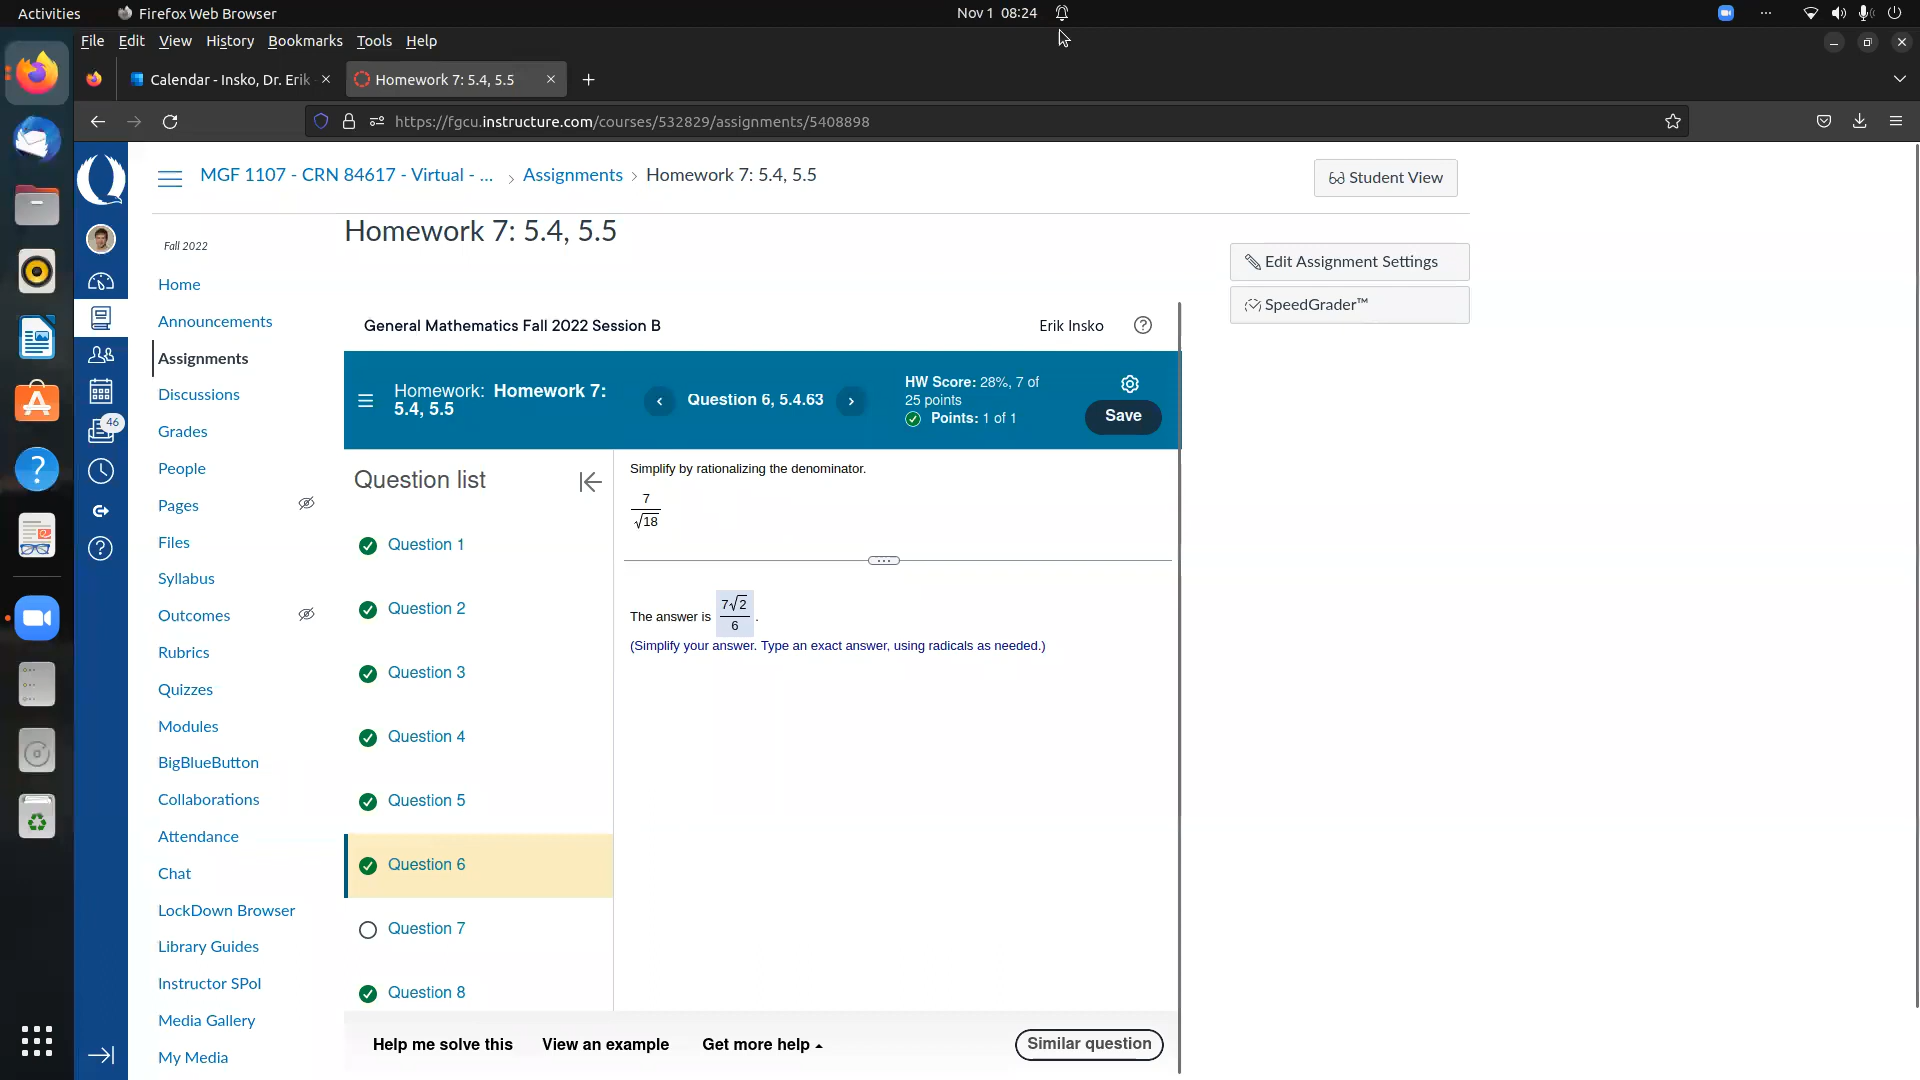 Activities
Firefox Web Browser
Nov 1 08:24
File Edit View History Bookmarks Tools Help
Calendar - Insko, Dr. Erik
Homework 7: 5.4, 5.5
https://fgcu.instructure.com/courses/532829/assignments/5408898
MGF 1107 - CRN 84617 - Virtual - ... › Assignments › Homework 7: 5.4, 5.5
Student View
Fall 2022
Home
Announcements
Assignments
Discussions
Grades
People
Pages
Files
Syllabus
Outcomes
Rubrics
Quizzes
Modules
BigBlueButton
Collaborations
Attendance
Chat
LockDown Browser
Library Guides
Instructor SPoI
Media Gallery
My Media
46
Homework 7: 5.4, 5.5
Edit Assignment Settings
SpeedGrader™
General Mathematics Fall 2022 Session B
Erik Insko
Homework: Homework 7:
5.4, 5.5
Question 6, 5.4.63
HW Score: 28%, 7 of
25 points
Points: 1 of 1
Save
Question list
Question 1
Question 2
Question 3
Question 4
Question 5
Question 6
Question 7
Question 8
Simplify by rationalizing the denominator.
7
√18
The answer is 7√2
6 .
(Simplify your answer. Type an exact answer, using radicals as needed.)
Help me solve this
View an example
Get more help
Similar question